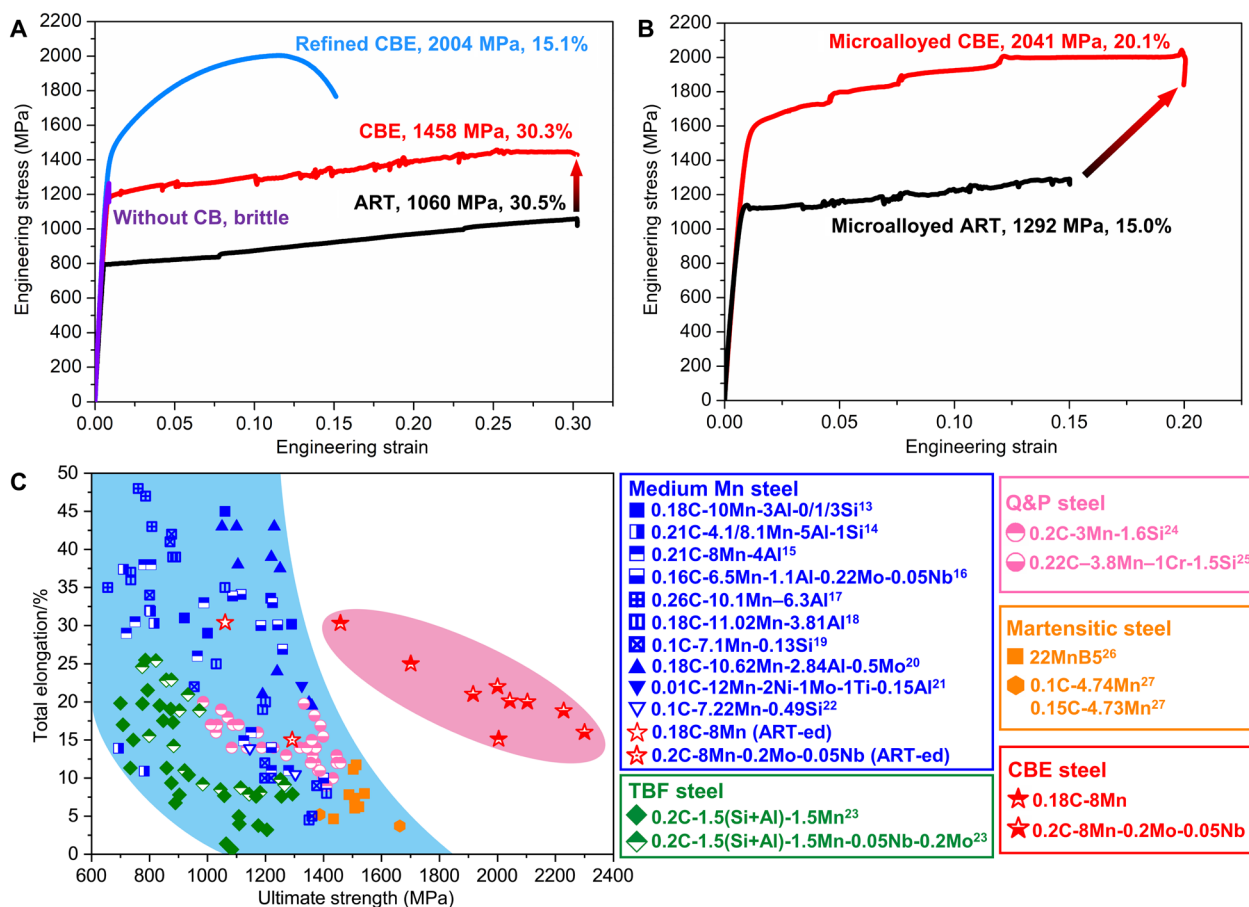 A
2200
2000
1800
1600
1400
1200
1000
800
600
400
200
0
Engineering stress (MPa)
Refined CBE, 2004 MPa, 15.1%
CBE, 1458 MPa, 30.3%
Without CB, brittle
ART, 1060 MPa, 30.5%
0.00 0.05 0.10 0.15 0.20 0.25 0.30
Engineering strain
B
2200
2000
1800
1600
1400
1200
1000
800
600
400
200
0
Engineering stress (MPa)
Microalloyed CBE, 2041 MPa, 20.1%
Microalloyed ART, 1292 MPa, 15.0%
0.00 0.05 0.10 0.15 0.20
Engineering strain
C
50
45
40
35
30
25
20
15
10
5
0
Total elongation/%
600 800 1000 1200 1400 1600 1800 2000 2200 2400
Ultimate strength (MPa)
Medium Mn steel
0.18C-10Mn-3Al-0/1/3Si¹³
0.21C-4.1/8.1Mn-5Al-1Si¹⁴
0.21C-8Mn-4Al¹⁵
0.16C-6.5Mn-1.1Al-0.22Mo-0.05Nb¹⁶
0.26C-10.1Mn–6.3Al¹⁷
0.18C-11.02Mn-3.81Al¹⁸
0.1C-7.1Mn-0.13Si¹⁹
0.18C-10.62Mn-2.84Al-0.5Mo²⁰
0.01C-12Mn-2Ni-1Mo-1Ti-0.15Al²¹
0.1C-7.22Mn-0.49Si²²
0.18C-8Mn (ART-ed)
0.2C-8Mn-0.2Mo-0.05Nb (ART-ed)
TBF steel
0.2C-1.5(Si+Al)-1.5Mn²³
0.2C-1.5(Si+Al)-1.5Mn-0.05Nb-0.2Mo²³
Q&P steel
0.2C-3Mn-1.6Si²⁴
0.22C–3.8Mn–1Cr-1.5Si²⁵
Martensitic steel
22MnB5²⁶
0.1C-4.74Mn²⁷
0.15C-4.73Mn²⁷
CBE steel
0.18C-8Mn
0.2C-8Mn-0.2Mo-0.05Nb